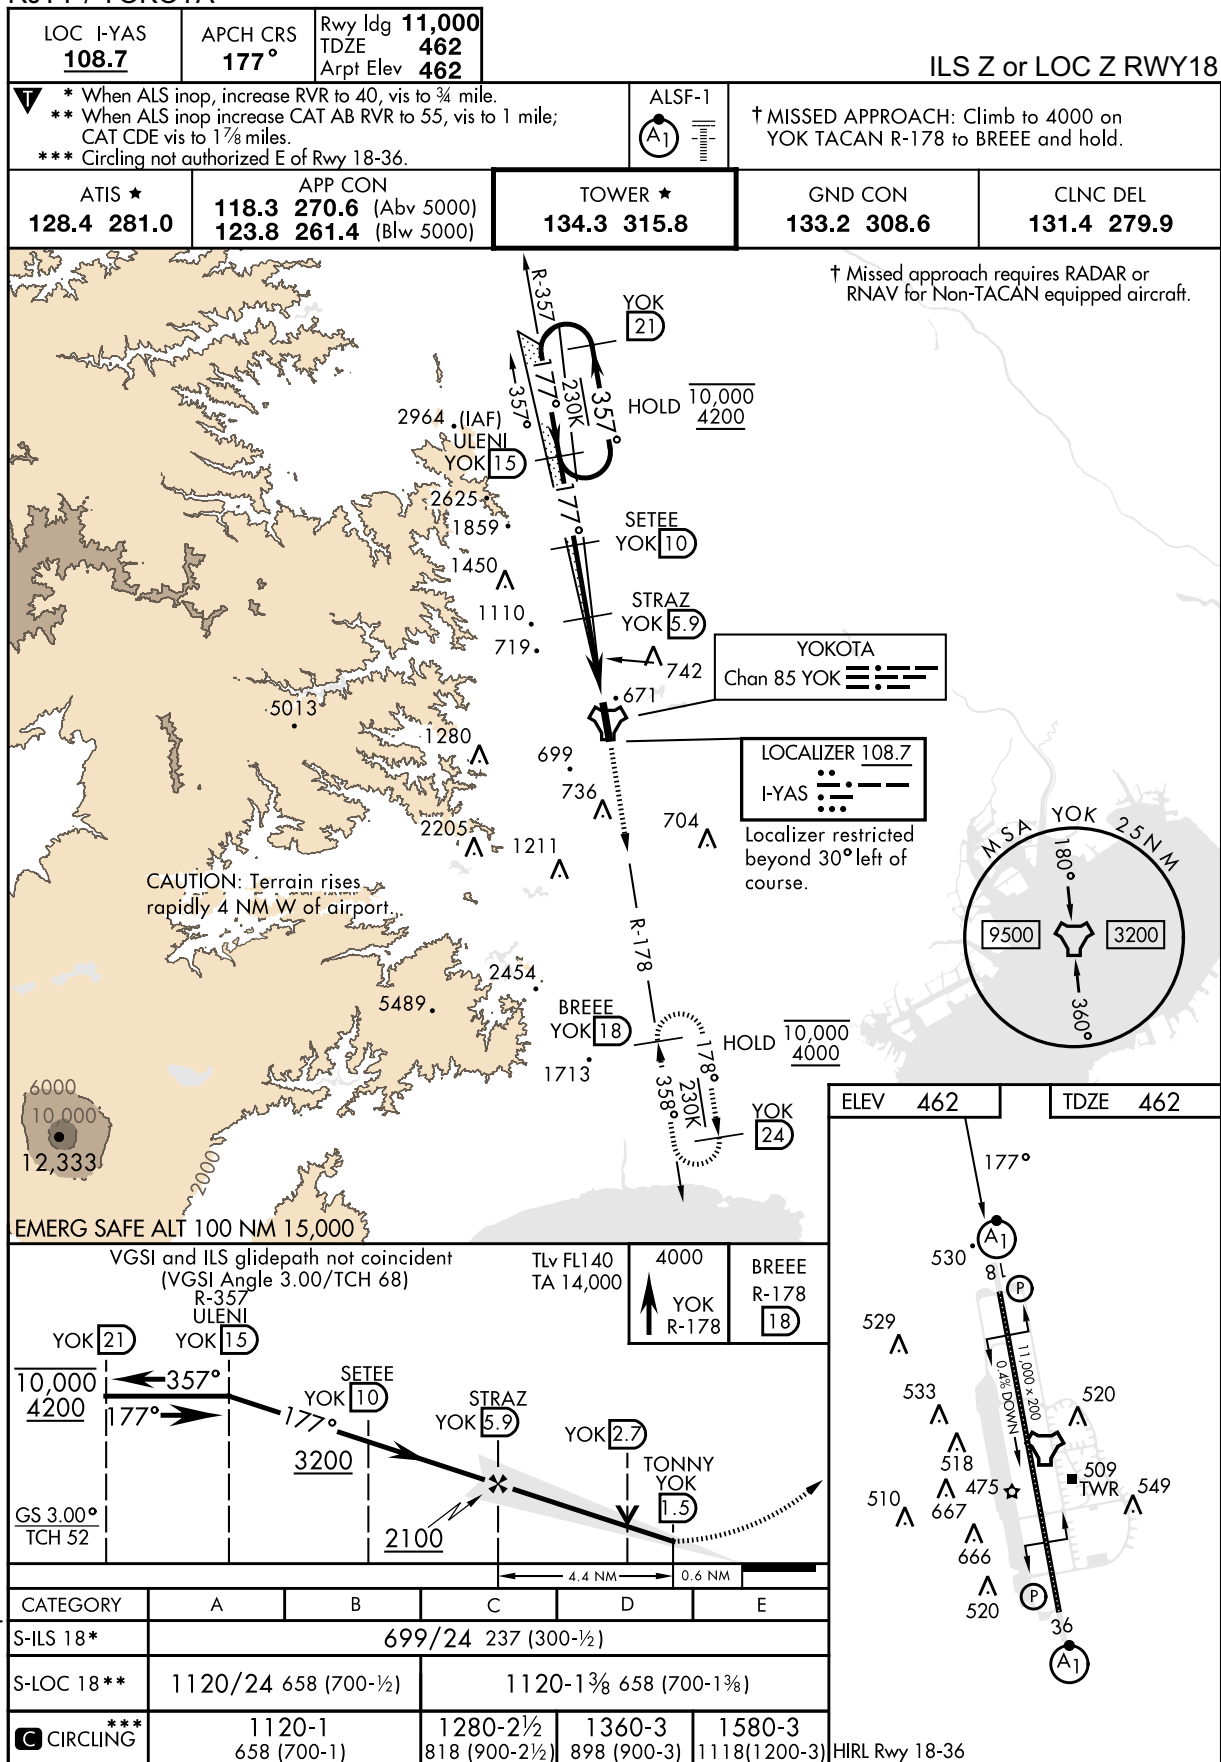 LOC I-YAS
108.7
APCH CRS
177°
Rwy ldg 11,000
TDZE 462
Arpt Elev 462
ILS Z or LOC Z RWY18
T
* When ALS inop, increase RVR to 40, vis to ¾ mile.
** When ALS inop increase CAT AB RVR to 55, vis to 1 mile;
CAT CDE vis to 1⅞ miles.
*** Circling not authorized E of Rwy 18-36.
ALSF-1
A1
† MISSED APPROACH: Climb to 4000 on
YOK TACAN R-178 to BREEE and hold.
ATIS ★
128.4 281.0
APP CON
118.3 270.6 (Abv 5000)
123.8 261.4 (Blw 5000)
TOWER ★
134.3 315.8
GND CON
133.2 308.6
CLNC DEL
131.4 279.9
† Missed approach requires RADAR or
RNAV for Non-TACAN equipped aircraft.
R-357
YOK
21
357°
177°
230K
357°
HOLD 10,000
4200
2964
(IAF)
ULENI
YOK 15
177°
2625
1859
SETEE
YOK 10
1450
1110
STRAZ
YOK 5.9
719
742
YOKOTA
Chan 85 YOK
671
5013
1280
699
LOCALIZER 108.7
I-YAS
736
704
2205
1211
Localizer restricted
beyond 30° left of
course.
MSA YOK 25NM
180°
9500
3200
360°
CAUTION: Terrain rises
rapidly 4 NM W of airport.
R-178
2454
5489
BREEE
YOK 18
HOLD 10,000
4000
1713
178°
230K
358°
YOK
24
6000
10,000
12,333
2000
EMERG SAFE ALT 100 NM 15,000
ELEV 462
TDZE 462
177°
A1
530
18
P
529
11,000 x 200
0.4% DOWN
533
520
518
475
509
TWR
549
510
667
666
520
P
36
A1
HIRL Rwy 18-36
VGSI and ILS glidepath not coincident
(VGSI Angle 3.00/TCH 68)
TLv FL140
TA 14,000
4000
YOK
R-178
BREEE
R-178
18
R-357
ULENI
YOK 21
YOK 15
10,000
4200
357°
177°
SETEE
YOK 10
177°
3200
STRAZ
YOK 5.9
YOK 2.7
TONNY
YOK
1.5
GS 3.00°
TCH 52
2100
4.4 NM
0.6 NM
CATEGORY A B C D E
S-ILS 18* 699/24 237 (300-½)
S-LOC 18** 1120/24 658 (700-½) 1120-1⅜ 658 (700-1⅜)
C CIRCLING*** 1120-1 1280-2½ 1360-3 1580-3
658 (700-1) 818 (900-2½) 898 (900-3) 1118(1200-3)